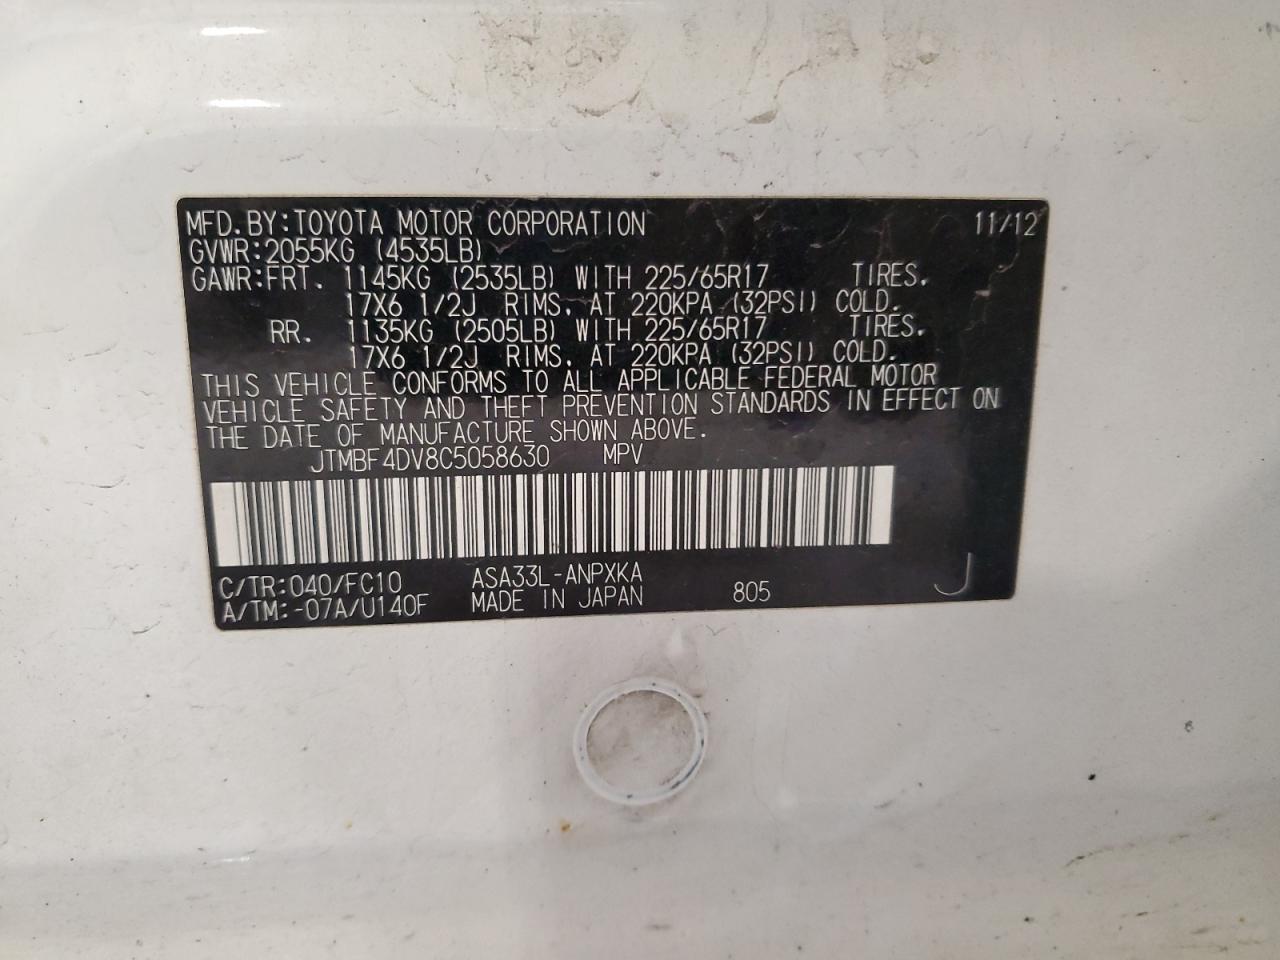 MFD.BY:TOYOTA MOTOR CORPORATION 11/12
GVWR:2055KG (4535LB)
GAWR:FRT. 1145KG (2535LB) WITH 225/65R17 TIRES.
17X6 1/2J RIMS, AT 220KPA (32PSI) COLD.
RR. 1135KG (2505LB) WITH 225/65R17 TIRES.
17X6 1/2J RIMS, AT 220KPA (32PSI) COLD.
THIS VEHICLE CONFORMS TO ALL APPLICABLE FEDERAL MOTOR
VEHICLE SAFETY AND THEFT PREVENTION STANDARDS IN EFFECT ON
THE DATE OF MANUFACTURE SHOWN ABOVE.
JTMBF4DV8C5058630 MPV
C/TR:040/FC10 ASA33L-ANPXKA
A/TM:-07A/U140F MADE IN JAPAN 805 J